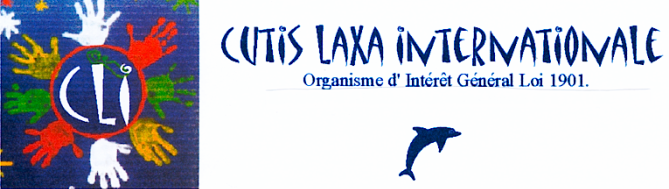 CLi
CUTiS LAXA iNTERNATiONALE
Organisme d' Intérêt Général Loi 1901.